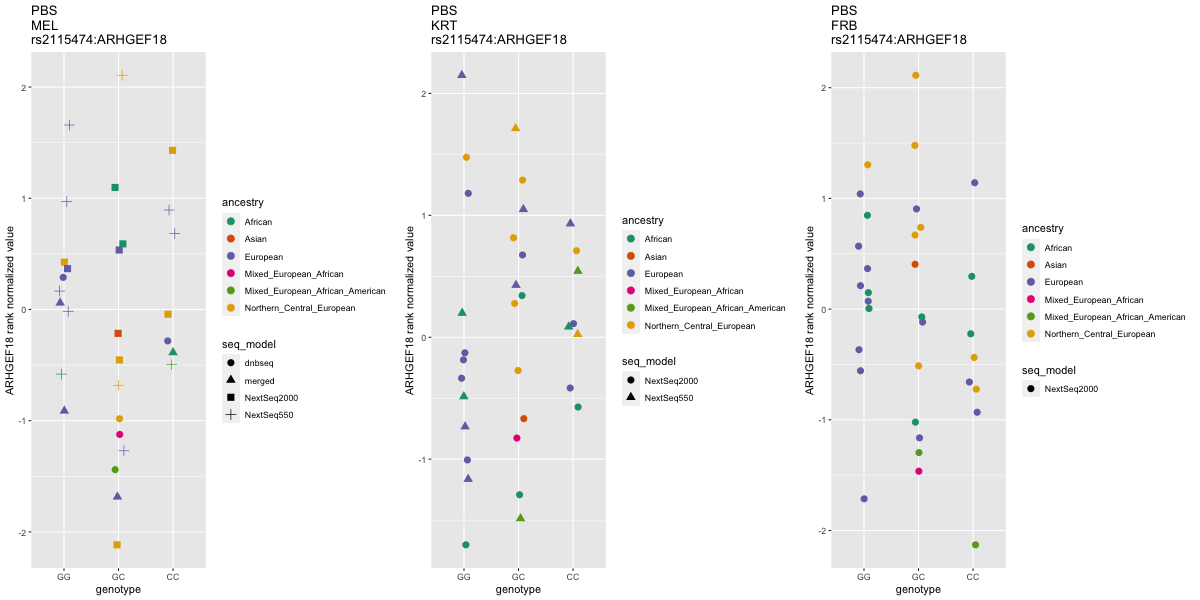 PBS
MEL
rs2115474:ARHGEF18
ARHGEF18 rank normalized value
2
1
0
-1
-2
GG
GC
CC
genotype
ancestry
African
Asian
European
Mixed_European_African
Mixed_European_African_American
Northern_Central_European
seq_model
dnbseq
merged
NextSeq2000
NextSeq550
PBS
KRT
rs2115474:ARHGEF18
ARHGEF18 rank normalized value
2
1
0
-1
GG
GC
CC
genotype
ancestry
African
Asian
European
Mixed_European_African
Mixed_European_African_American
Northern_Central_European
seq_model
NextSeq2000
NextSeq550
PBS
FRB
rs2115474:ARHGEF18
ARHGEF18 rank normalized value
2
1
0
-1
-2
GG
GC
CC
genotype
ancestry
African
Asian
European
Mixed_European_African
Mixed_European_African_American
Northern_Central_European
seq_model
NextSeq2000